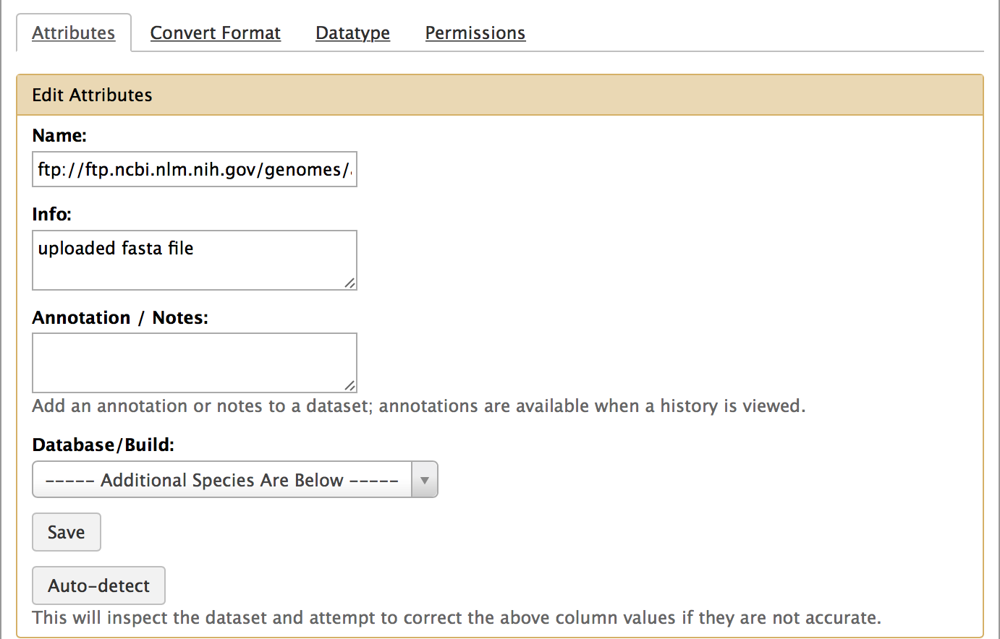 Attributes Convert Format Datatype Permissions
Edit Attributes
Name:
ftp://ftp.ncbi.nlm.nih.gov/genomes/
Info:
uploaded fasta file
Annotation / Notes:
Add an annotation or notes to a dataset; annotations are available when a history is viewed.
Database/Build:
----- Additional Species Are Below -----
Save
Auto-detect
This will inspect the dataset and attempt to correct the above column values if they are not accurate.